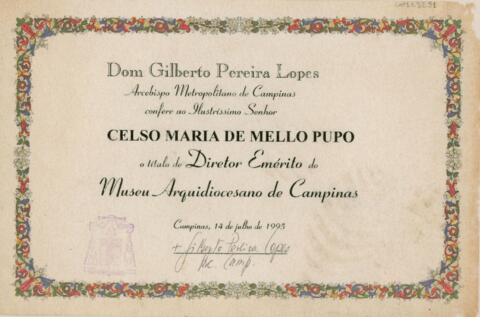 Dom Gilberto Pereira Lopes
Arcebispo Metropolitano de Campinas
confere ao Ilustríssimo Senhor
CELSO MARIA DE MELLO PUPO
o título de Diretor Emérito do
Museu Arquidiocesano de Campinas
Campinas, 14 de julho de 1995
+ Gilberto Pereira Lopes
Arc. Camp.